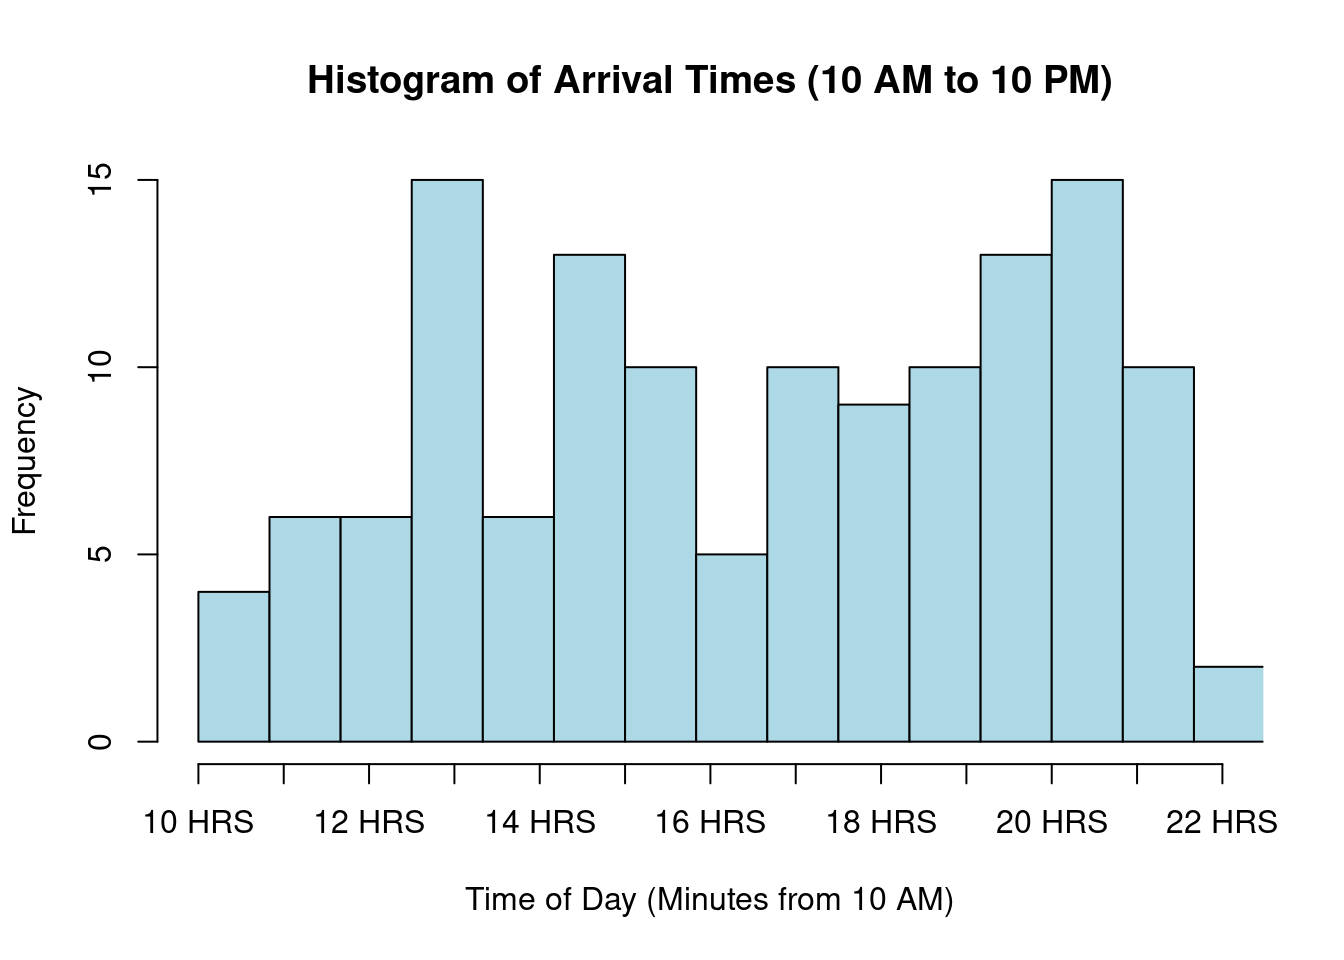 Histogram of Arrival Times (10 AM to 10 PM)
Frequency
15
10
5
0
10 HRS 12 HRS 14 HRS 16 HRS 18 HRS 20 HRS 22 HRS
Time of Day (Minutes from 10 AM)